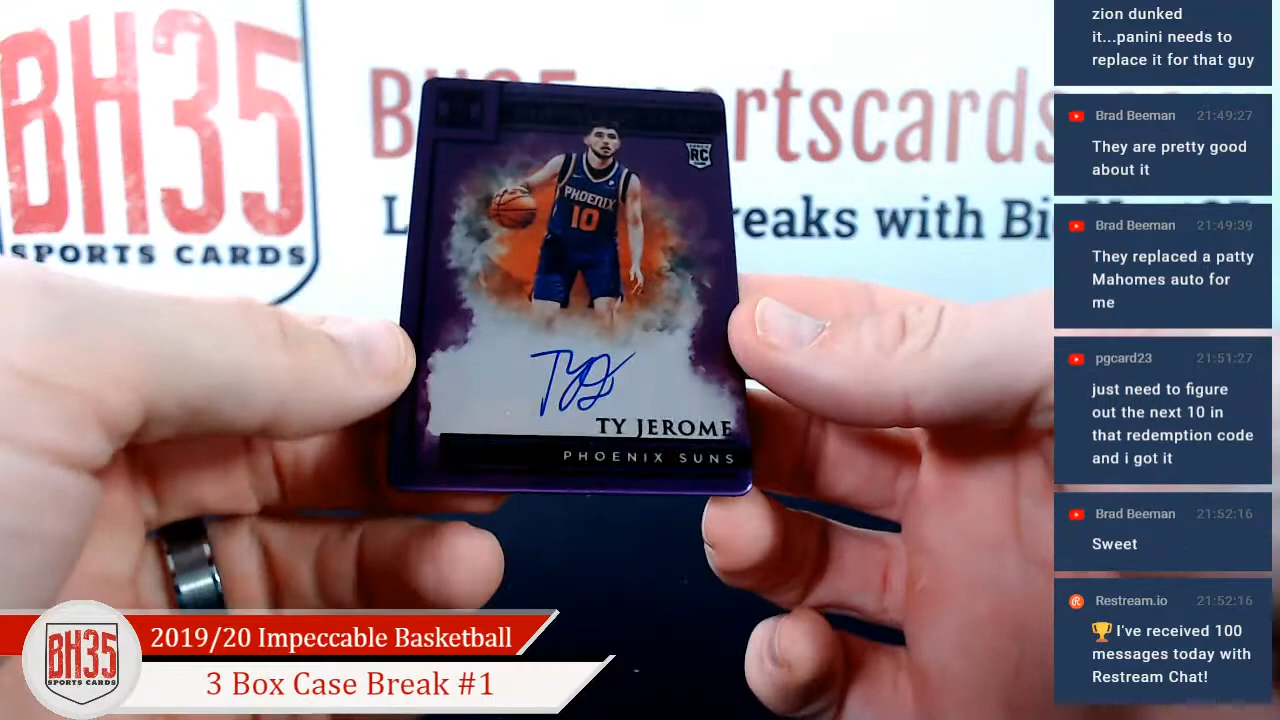 BH35
SPORTS CARDS
RC
PHOENIX
10
TY JEROME
PHOENIX SUNS
zion dunked
it...panini needs to
replace it for that guy
Brad Beeman 21:49:27
They are pretty good
about it
Brad Beeman 21:49:39
They replaced a patty
Mahomes auto for
me
pgcard23 21:51:27
just need to figure
out the next 10 in
that redemption code
and i got it
Brad Beeman 21:52:16
Sweet
Restream.io 21:52:16
🏆 I've received 100
messages today with
Restream Chat!
BH35
SPORTS CARDS
2019/20 Impeccable Basketball
3 Box Case Break #1